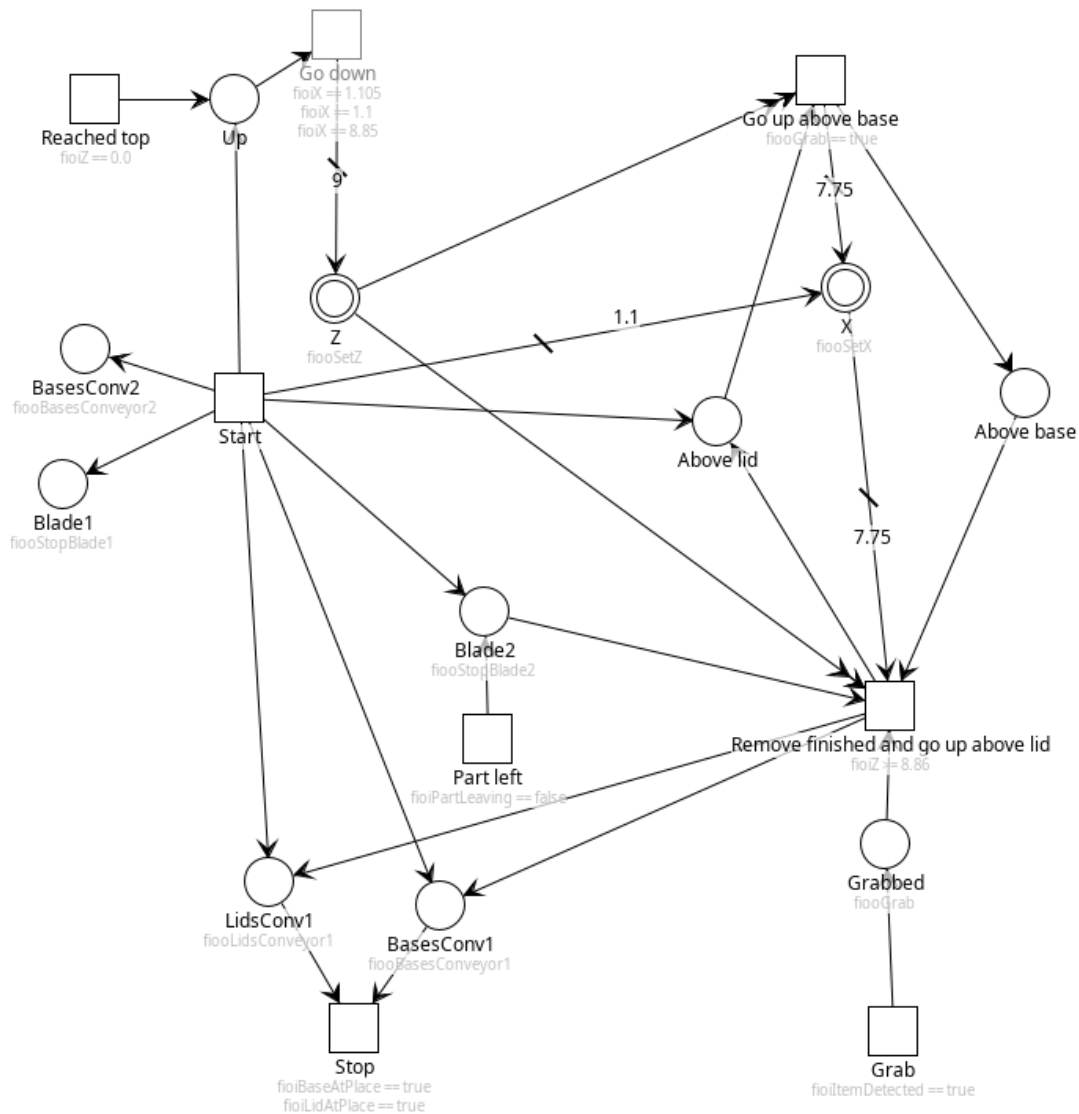 Go down
fioiX == 1.105
fioiX == 1.1
fioiX == 8.85
Reached top
fioiZ == 0.0
Up
Go up above base
fiooGrab == true
9
7.75
Z
fiooSetZ
1.1
X
fiooSetX
BasesConv2
fiooBasesConveyor2
Start
Above lid
Above base
Blade1
fiooStopBlade1
7.75
Blade2
fiooStopBlade2
Remove finished and go up above lid
fioiZ >= 8.86
Part left
fioiPartLeaving == false
Grabbed
fiooGrab
LidsConv1
fiooLidsConveyor1
BasesConv1
fiooBasesConveyor1
Stop
fioiBaseAtPlace == true
fioiLidAtPlace == true
Grab
fioiItemDetected == true